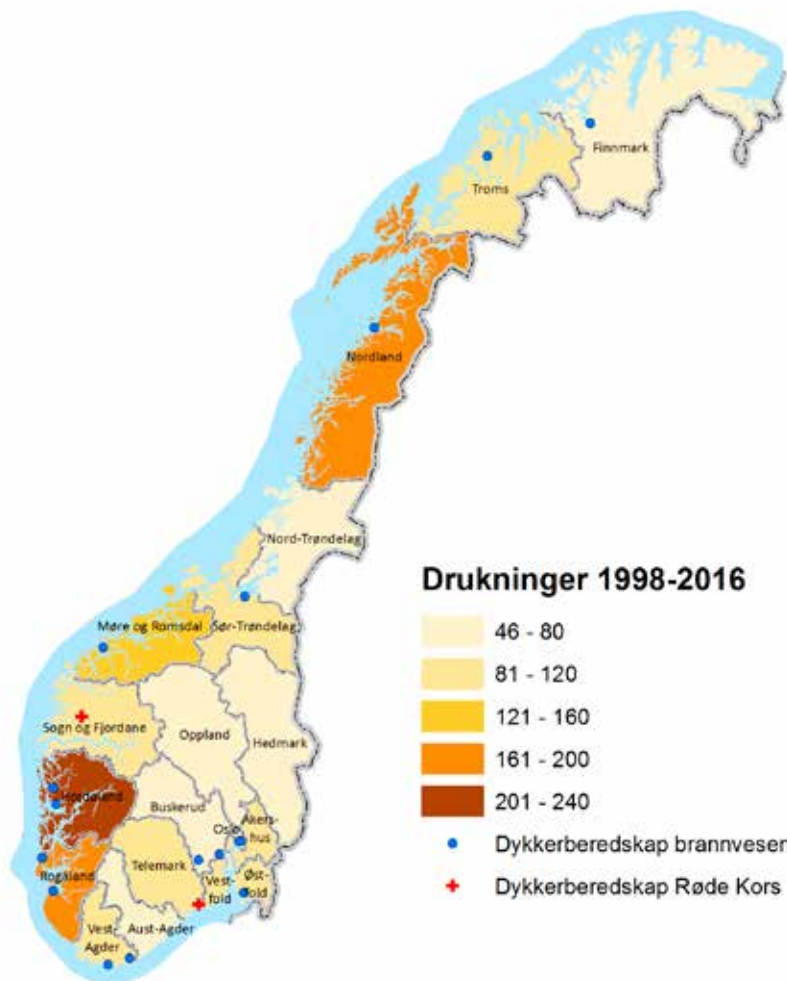 Finnmark
Troms
Nordland
Nord-Trøndelag
Møre og Romsdal
Sør-Trøndelag
Sogn og Fjordane
Oppland
Hedmark
Hordaland
Buskerud
Oslo
Akers-
hus
Telemark
Rogaland
Vest-
fold
Øst-
fold
Vest-
Agder
Aust-Agder
Drukninger 1998-2016
46 - 80
81 - 120
121 - 160
161 - 200
201 - 240
Dykkerberedskap brannvesen
Dykkerberedskap Røde Kors